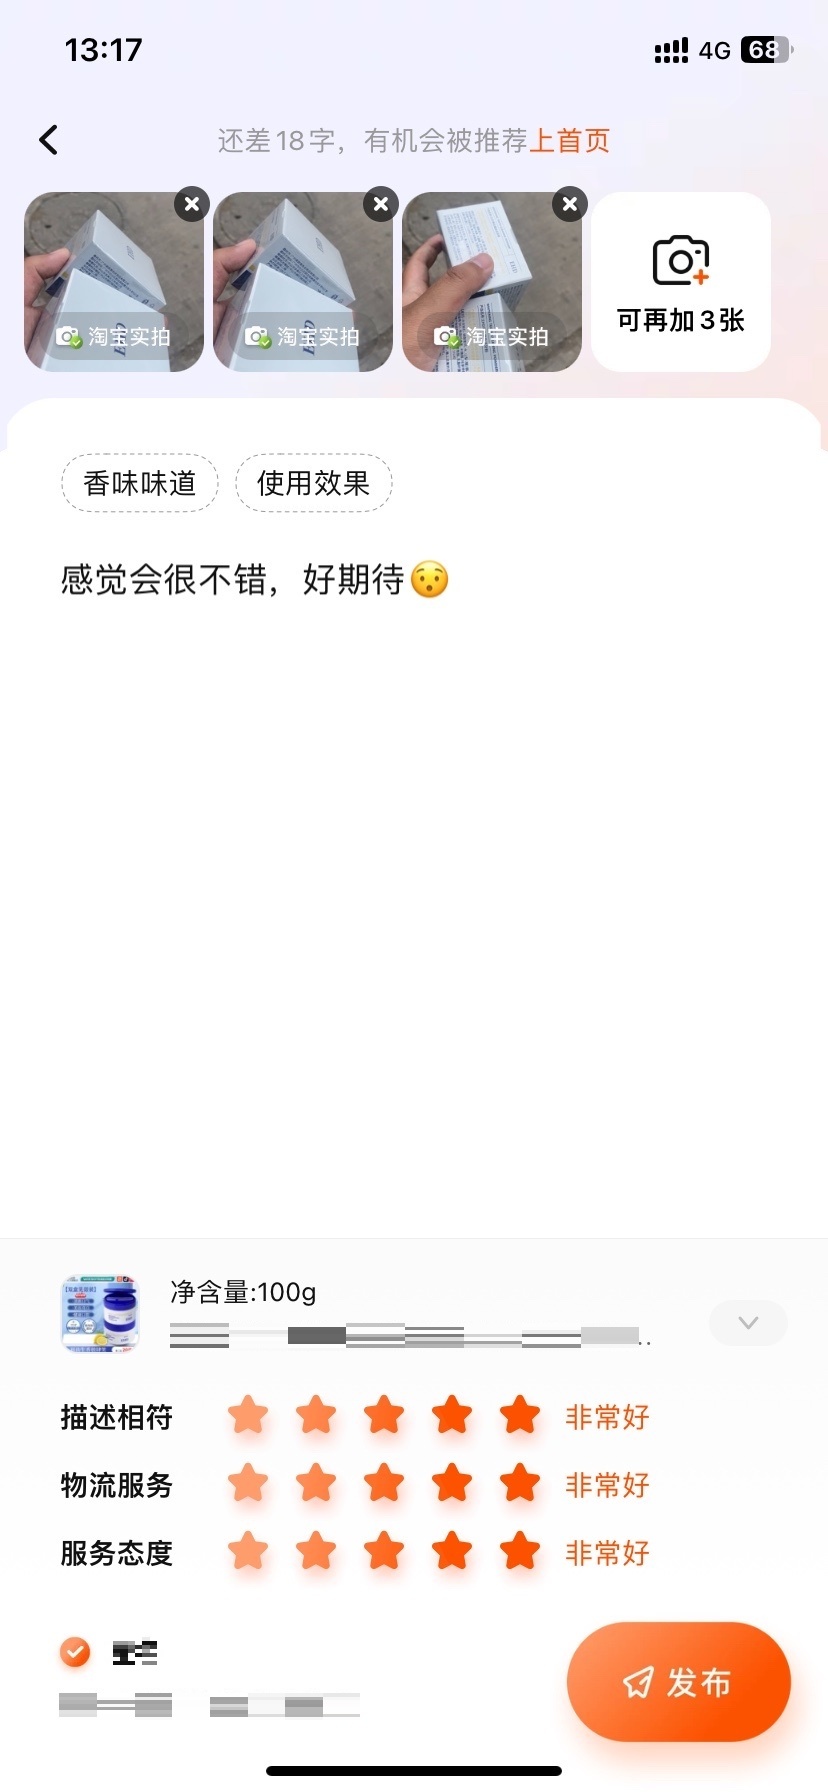 13:17
4G 68
还差18字，有机会被推荐上首页
淘宝实拍
淘宝实拍
淘宝实拍
可再加3张
香味味道
使用效果
感觉会很不错，好期待😯
净含量:100g
..
描述相符 非常好
物流服务 非常好
服务态度 非常好
发布